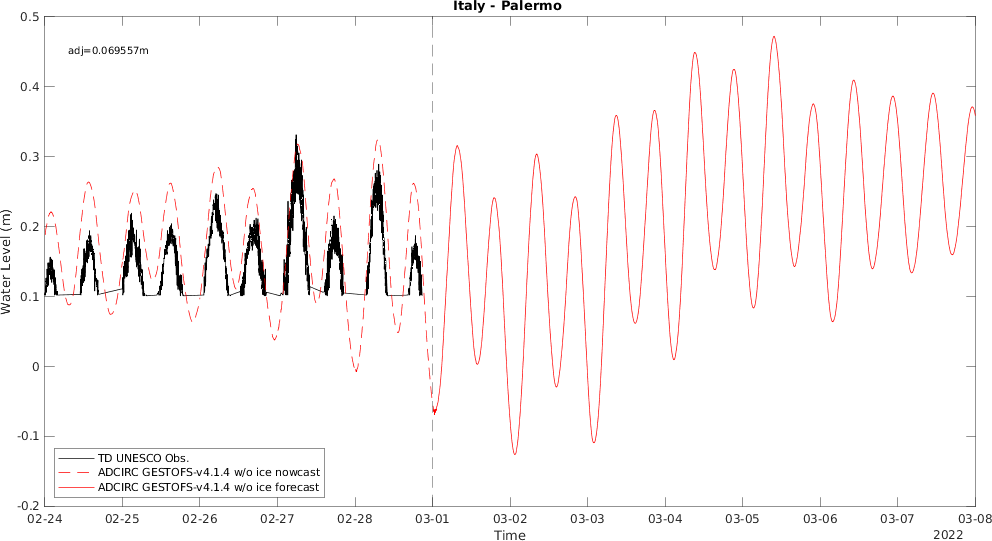 Italy - Palermo
0.5
adj=0.069557m
0.4
0.3
0.2
0.1
0
-0.1
-0.2
Water Level (m)
TD UNESCO Obs.
ADCIRC GESTOFS-v4.1.4 w/o ice nowcast
ADCIRC GESTOFS-v4.1.4 w/o ice forecast
02-24 02-25 02-26 02-27 02-28 03-01 03-02 03-03 03-04 03-05 03-06 03-07 03-08
Time
2022